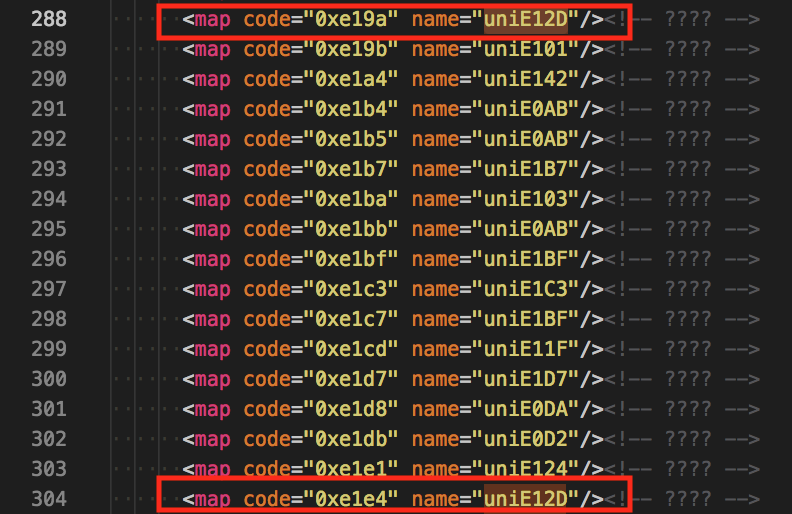 288 <map code="0xe19a" name="uniE12D"/><!-- ???? -->
289 <map code="0xe19b" name="uniE101"/><!-- ???? -->
290 <map code="0xe1a4" name="uniE142"/><!-- ???? -->
291 <map code="0xe1b4" name="uniE0AB"/><!-- ???? -->
292 <map code="0xe1b5" name="uniE0AB"/><!-- ???? -->
293 <map code="0xe1b7" name="uniE1B7"/><!-- ???? -->
294 <map code="0xe1ba" name="uniE103"/><!-- ???? -->
295 <map code="0xe1bb" name="uniE0AB"/><!-- ???? -->
296 <map code="0xe1bf" name="uniE1BF"/><!-- ???? -->
297 <map code="0xe1c3" name="uniE1C3"/><!-- ???? -->
298 <map code="0xe1c7" name="uniE1BF"/><!-- ???? -->
299 <map code="0xe1cd" name="uniE11F"/><!-- ???? -->
300 <map code="0xe1d7" name="uniE1D7"/><!-- ???? -->
301 <map code="0xe1d8" name="uniE0DA"/><!-- ???? -->
302 <map code="0xe1db" name="uniE0D2"/><!-- ???? -->
303 <map code="0xe1e1" name="uniE124"/><!-- ???? -->
304 <map code="0xe1e4" name="uniE12D"/><!-- ???? -->